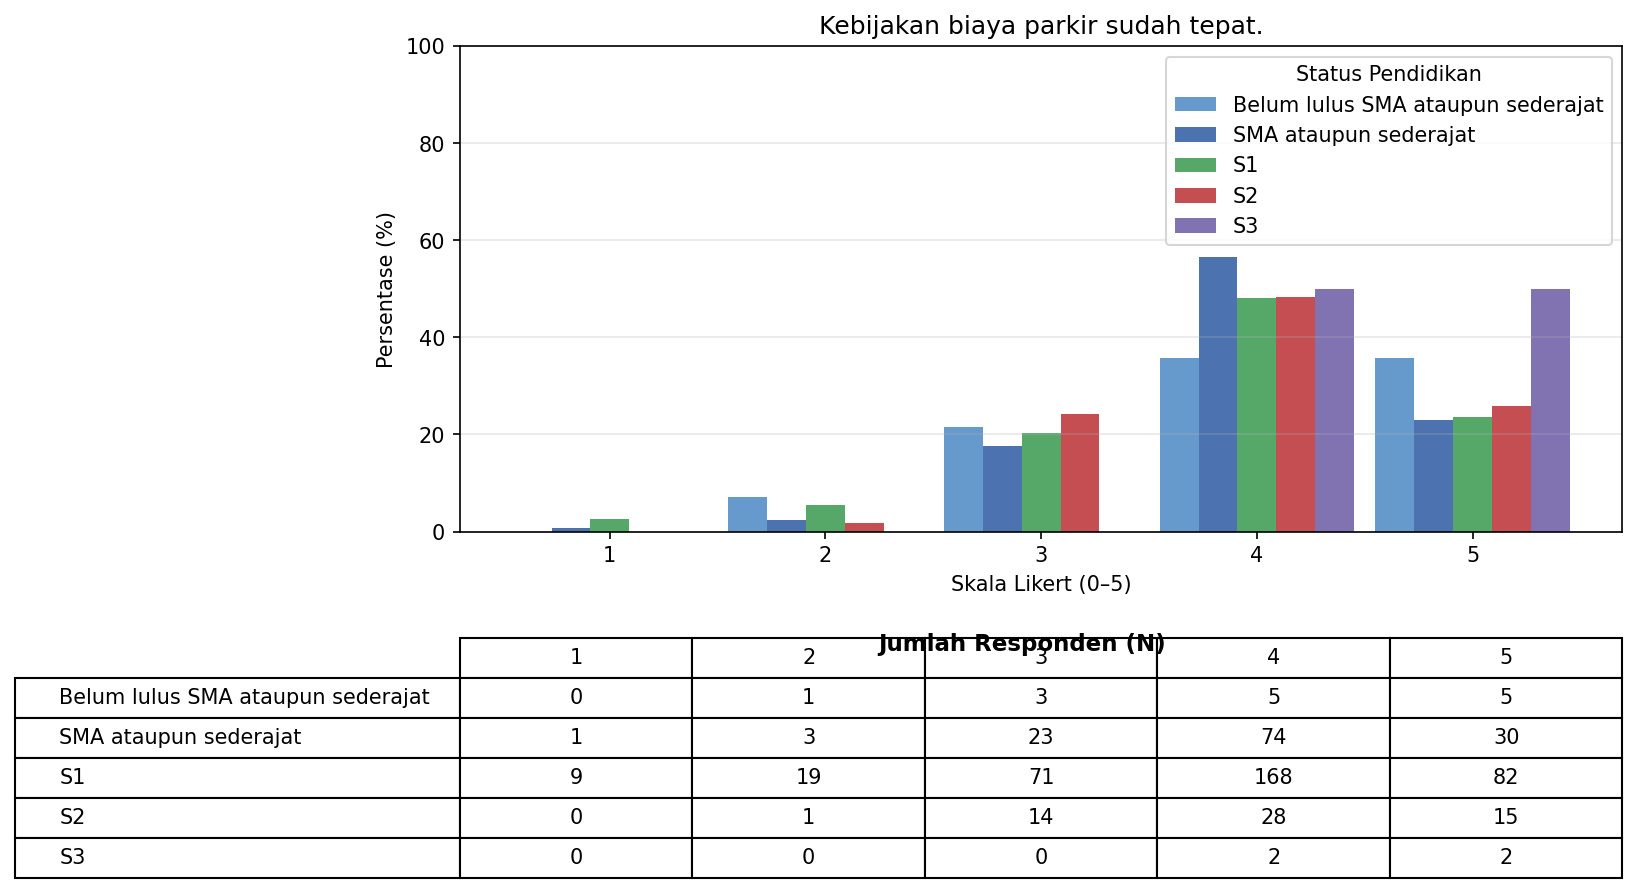 Kebijakan biaya parkir sudah tepat.
Status Pendidikan
Belum lulus SMA ataupun sederajat
SMA ataupun sederajat
S1
S2
S3
Persentase (%)
100
80
60
40
20
0
1 2 3 4 5
Skala Likert (0–5)
Jumlah Responden (N)
1 2 3 4 5
Belum lulus SMA ataupun sederajat 0 1 3 5 5
SMA ataupun sederajat 1 3 23 74 30
S1 9 19 71 168 82
S2 0 1 14 28 15
S3 0 0 0 2 2